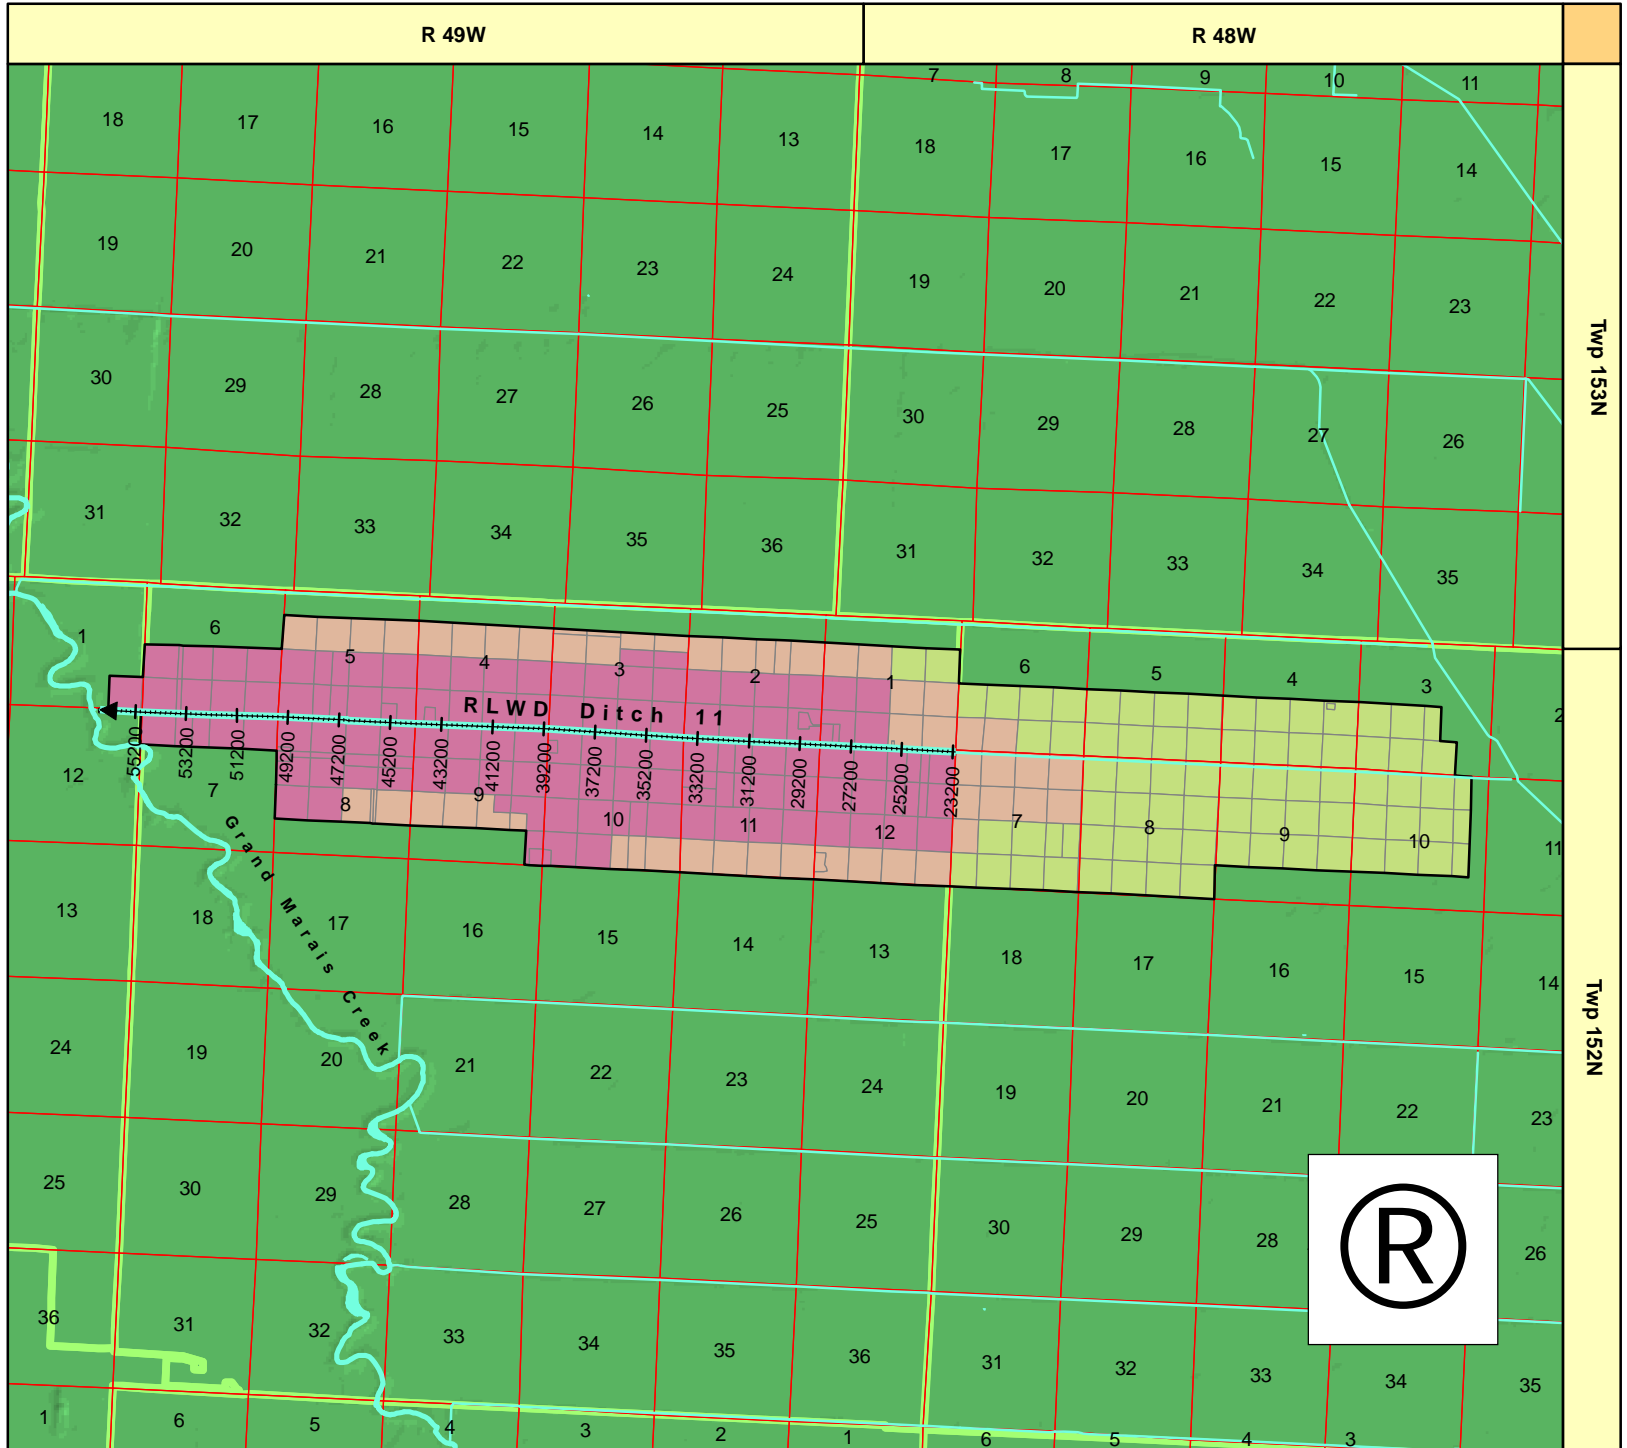 R 49W R 48W
7 8 9 10 11
18 17 16 15 14 13 18 17 16 15 14
19 20 21 22 23 24 19 20 21 22 23
30 29 28 27 26 25 30 29 28 27 26
31 32 33 34 35 36 31 32 33 34 35
Twp 153N
1 6 5 4 3 2 1 6 5 4 3 2
RLWD Ditch 11
55200 53200 51200 49200 47200 45200 43200 41200 39200 37200 35200 33200 31200 29200 27200 25200 23200
12 7 8 9 10 11 12 7 8 9 10 11
Grand Marais Creek
13 18 17 16 15 14 13 18 17 16 15 14
Twp 152N
24 19 20 21 22 23 24 19 20 21 22 23
25 30 29 28 27 26 25 30 29 28 26
®
36 31 32 33 34 35 36 31 32 33 34 35
1 6 5 4 3 2 1 6 5 4 3